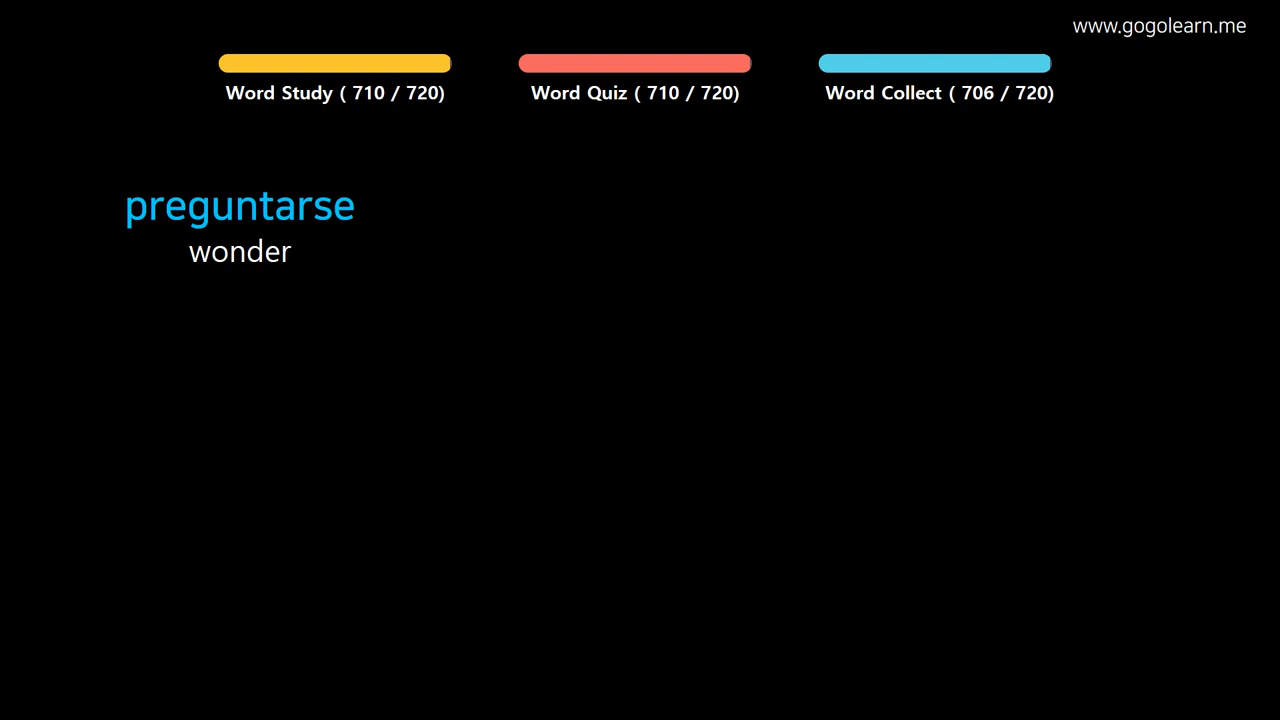 www.gogolearn.me
Word Study ( 710 / 720)
Word Quiz ( 710 / 720)
Word Collect ( 706 / 720)
preguntarse
wonder